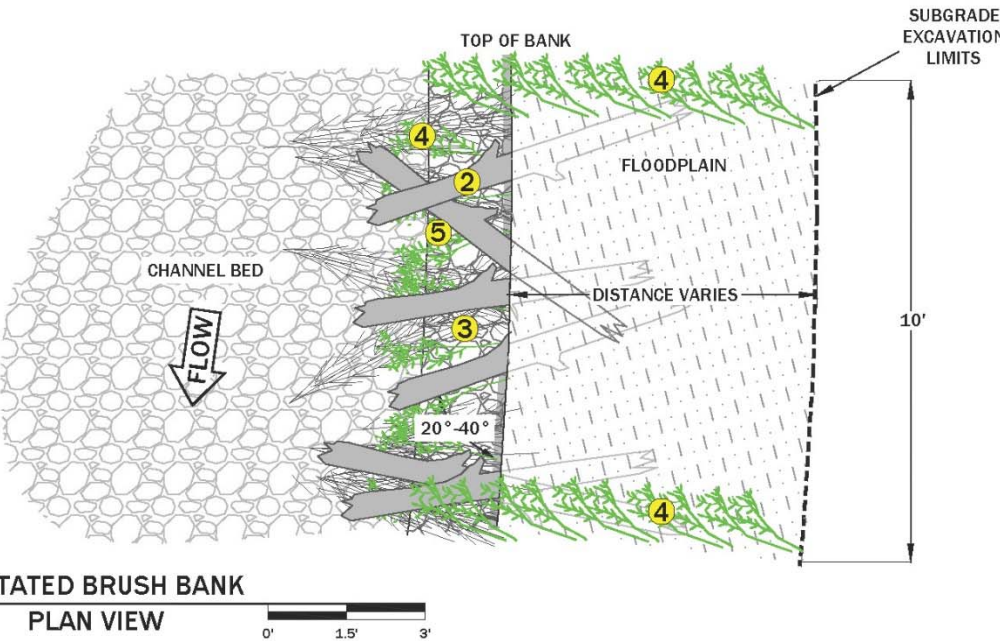 SUBGRADE
EXCAVATION
LIMITS
TOP OF BANK
4
4
FLOODPLAIN
2
5
CHANNEL BED
DISTANCE VARIES
10'
3
FLOW
20°-40°
4
TATED BRUSH BANK
PLAN VIEW
0' 1.5' 3'